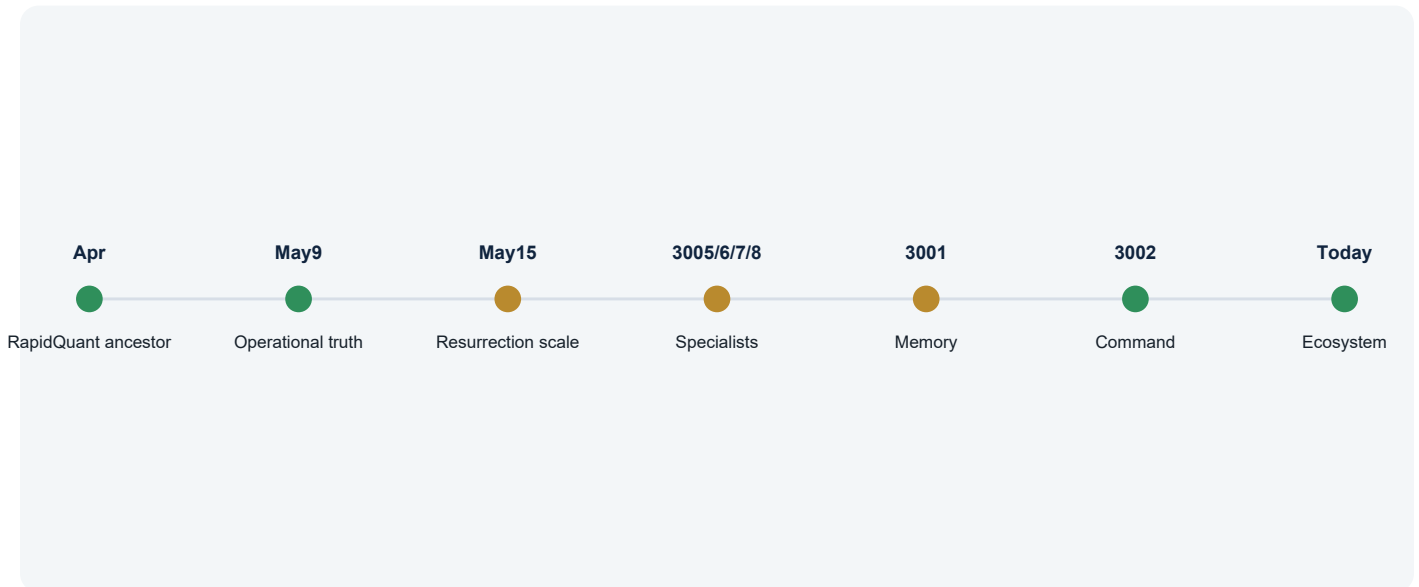 Apr
May9
May15
3005/6/7/8
3001
3002
Today
RapidQuant ancestor
Operational truth
Resurrection scale
Specialists
Memory
Command
Ecosystem